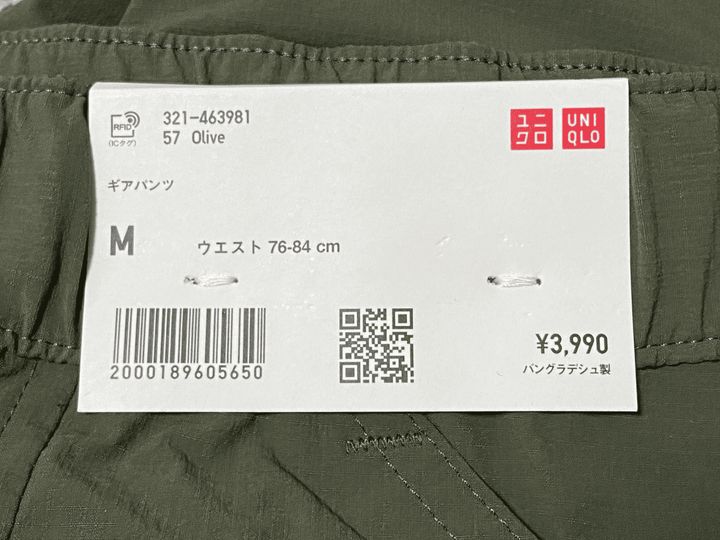 RFID
(ICタグ)
321-463981
57 Olive
ユニ
クロ
UNI
QLO
ギアパンツ
M
ウエスト 76-84 cm
2000189605650
¥3,990
バングラデシュ製